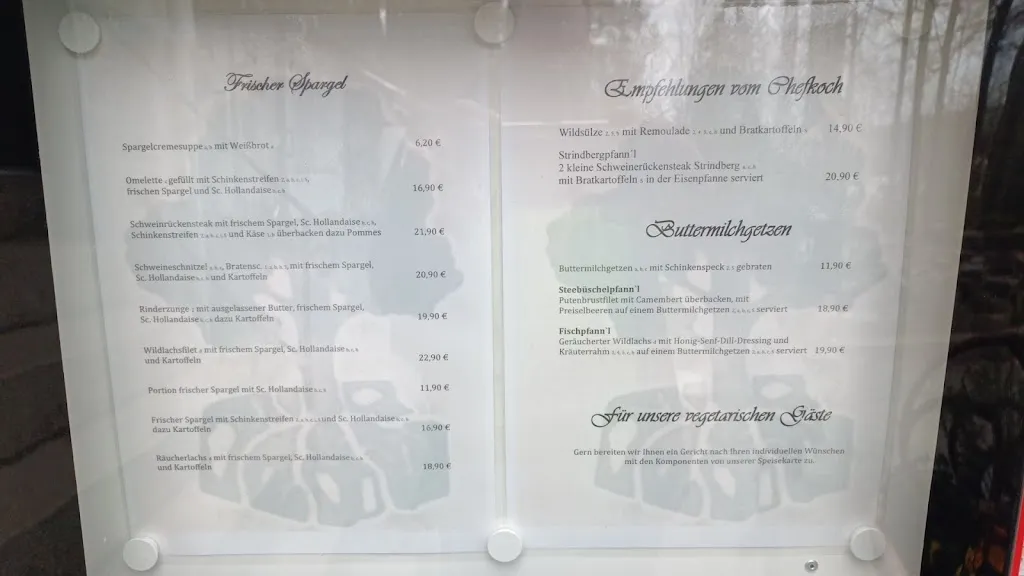 Frischer Spargel
Spargelcremesuppe mit Weißbrot 6,20 €
Omelette gefüllt mit Schinkenstreifen
frischen Spargel und Sc. Hollandaise 16,90 €
Schweinrückensteak mit frischem Spargel, Sc. Hollandaise
Schinkenstreifen und Käse überbacken dazu Pommes 21,90 €
Schweineschnitzel, Bratensc. mit frischem Spargel,
Sc. Hollandaise und Kartoffeln 20,90 €
Rinderzunge mit ausgelassener Butter, frischem Spargel,
Sc. Hollandaise dazu Kartoffeln 19,90 €
Wildlachsfilet mit frischem Spargel, Sc. Hollandaise
und Kartoffeln 22,90 €
Portion frischer Spargel mit Sc. Hollandaise 11,90 €
Frischer Spargel mit Schinkenstreifen und Sc. Hollandaise
dazu Kartoffeln 16,90 €
Räucherlachs mit frischem Spargel, Sc. Hollandaise
und Kartoffeln 18,90 €
Empfehlungen vom Chefkoch
Wildsülze mit Remoulade und Bratkartoffeln 14,90 €
Strindbergpfann´l
2 kleine Schweinerückensteak Strindberg
mit Bratkartoffeln in der Eisenpfanne serviert 20,90 €
Buttermilchgetzen
Buttermilchgetzen mit Schinkenspeck gebraten 11,90 €
Steebüschelpfann´l
Putenbrustfilet mit Camembert überbacken, mit
Preiselbeeren auf einem Buttermilchgetzen serviert 18,90 €
Fischpfann´l
Geräucherter Wildlachs mit Honig-Senf-Dill-Dressing und
Kräuterrahm auf einem Buttermilchgetzen serviert 19,90 €
Für unsere vegetarischen Gäste
Gern bereiten wir Ihnen ein Gericht nach Ihren individuellen Wünschen
mit den Komponenten von unserer Speisekarte zu.